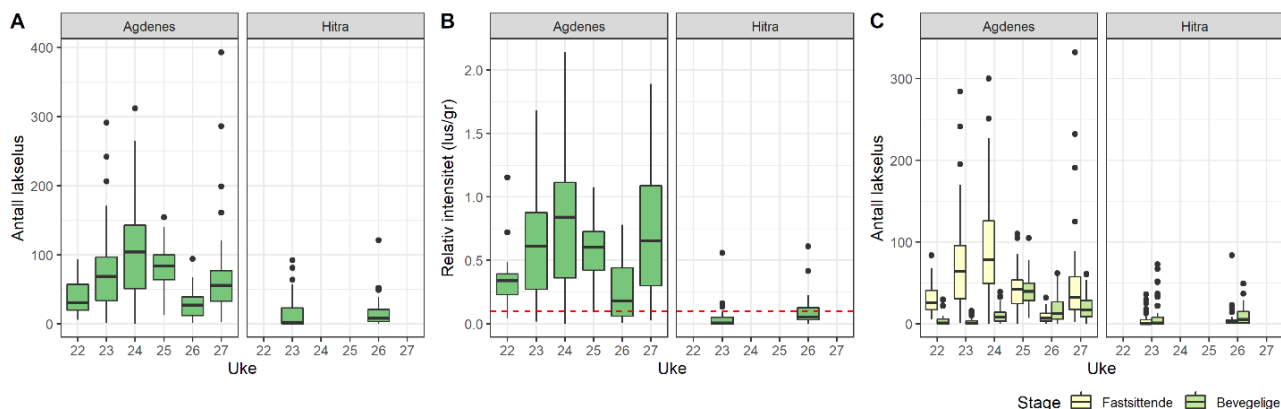 A
Agdenes
Hitra
Antall lakselus
400
300
200
100
0
22 23 24 25 26 27
22 23 24 25 26 27
Uke
B
Agdenes
Hitra
Relativ intensitet (lus/gr)
2.0
1.5
1.0
0.5
0.0
22 23 24 25 26 27
22 23 24 25 26 27
Uke
C
Agdenes
Hitra
Antall lakselus
300
200
100
0
22 23 24 25 26 27
22 23 24 25 26 27
Uke
Stage Fastsittende Bevegelige